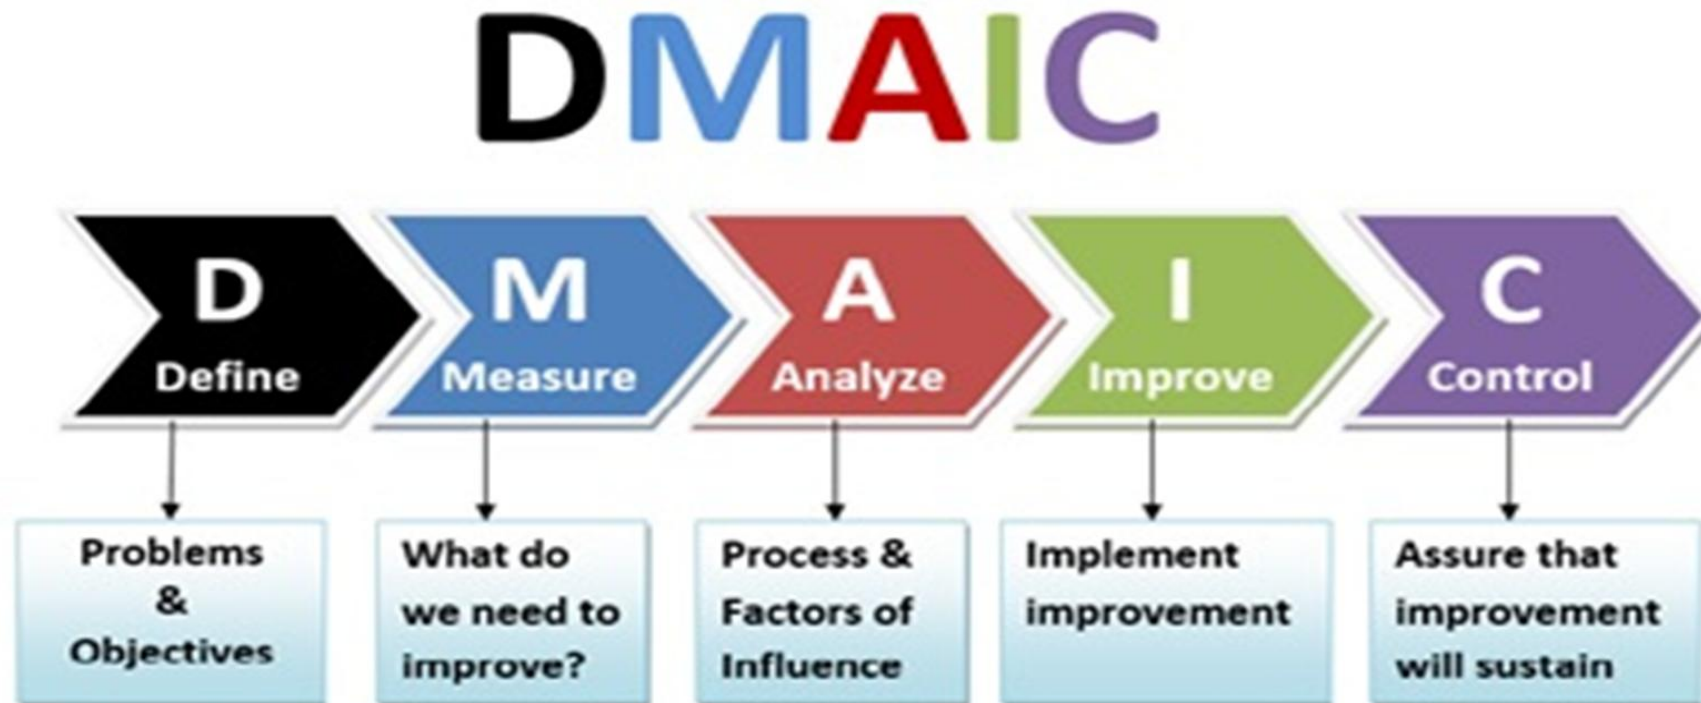 DMAIC
D
Define
M
Measure
A
Analyze
I
Improve
C
Control
Problems
&
Objectives
What do
we need to
improve?
Process &
Factors of
Influence
Implement
improvement
Assure that
improvement
will sustain